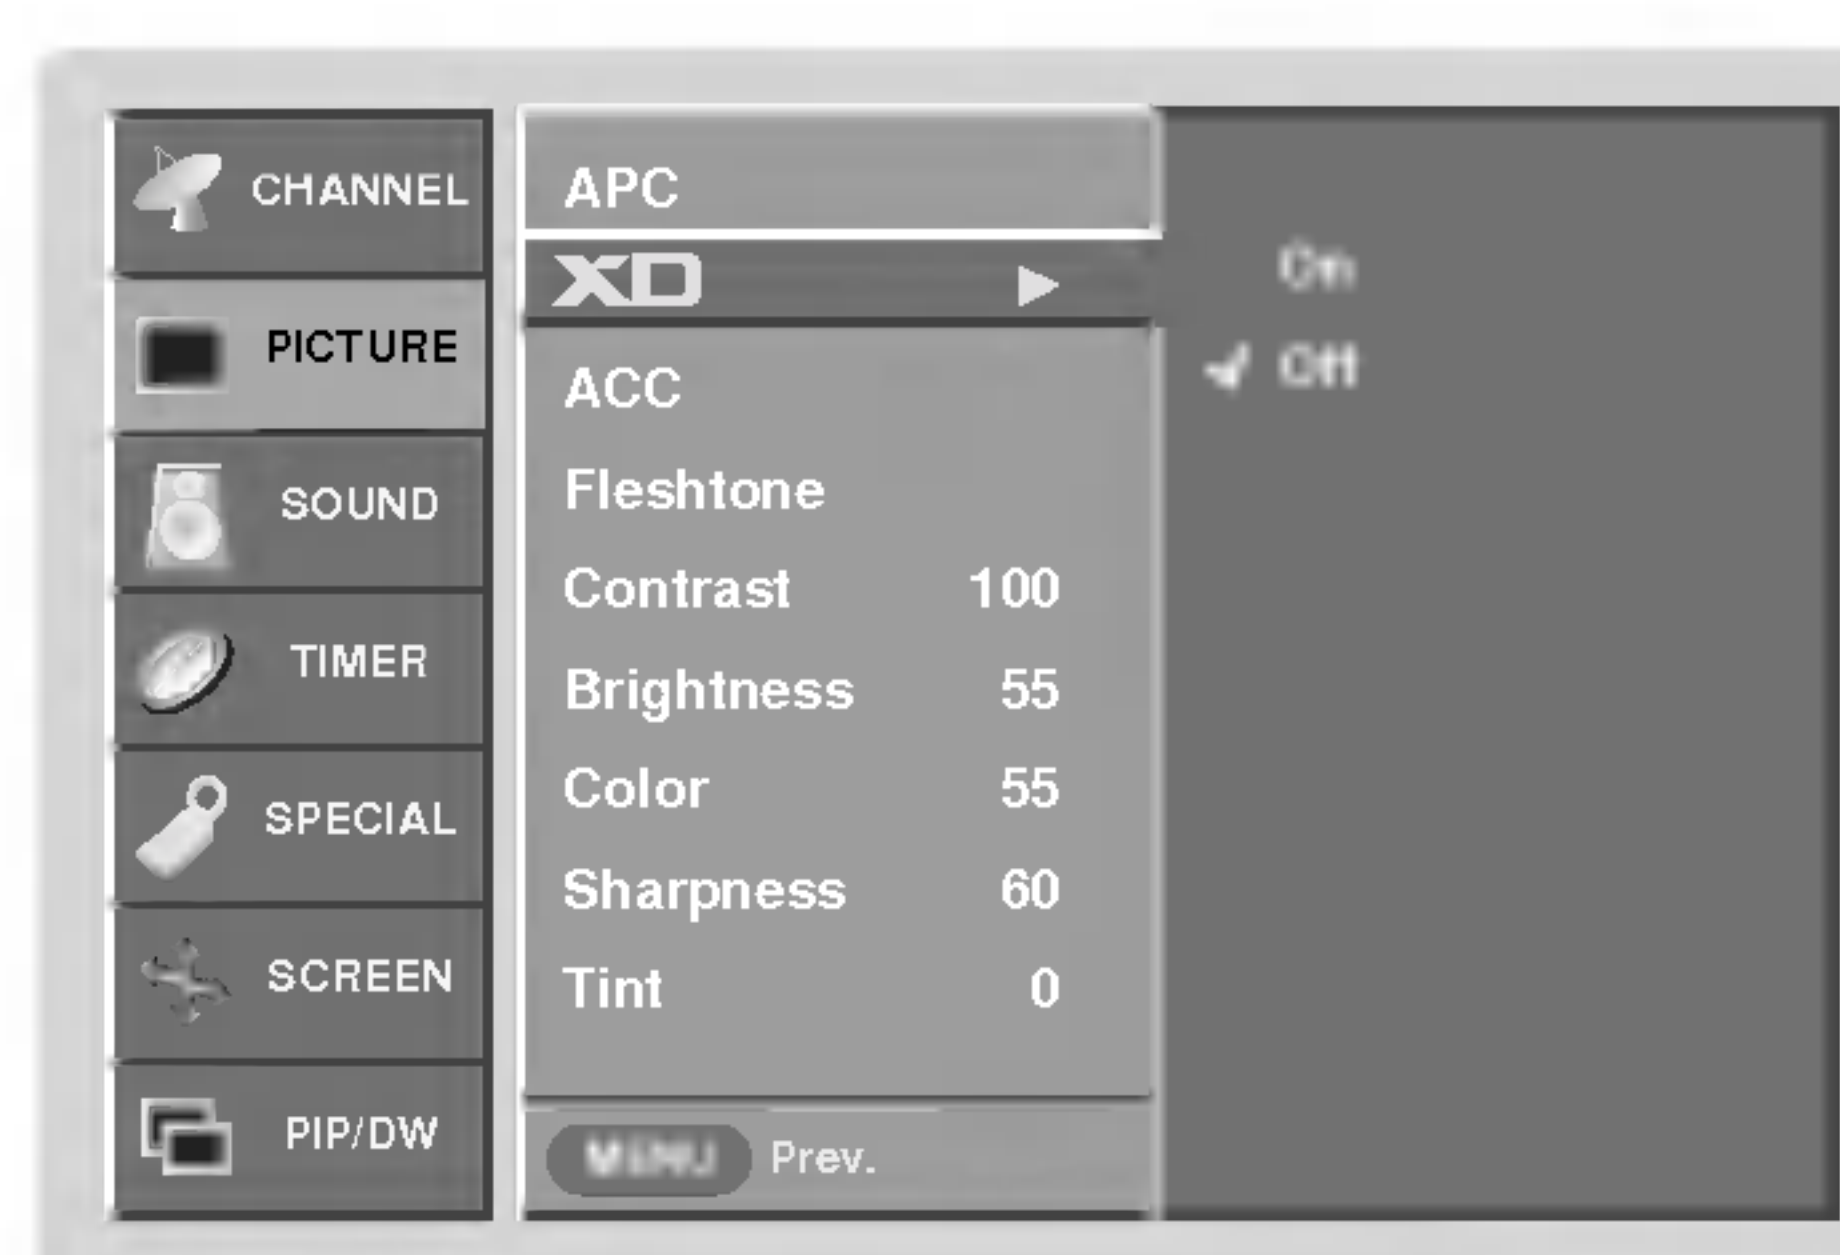 CHANNEL
PICTURE
SOUND
TIMER
SPECIAL
SCREEN
PIP/DW
APC
XD ▶
ACC
Fleshtone
Contrast 100
Brightness 55
Color 55
Sharpness 60
Tint 0
MENU Prev.
On
✔ Off